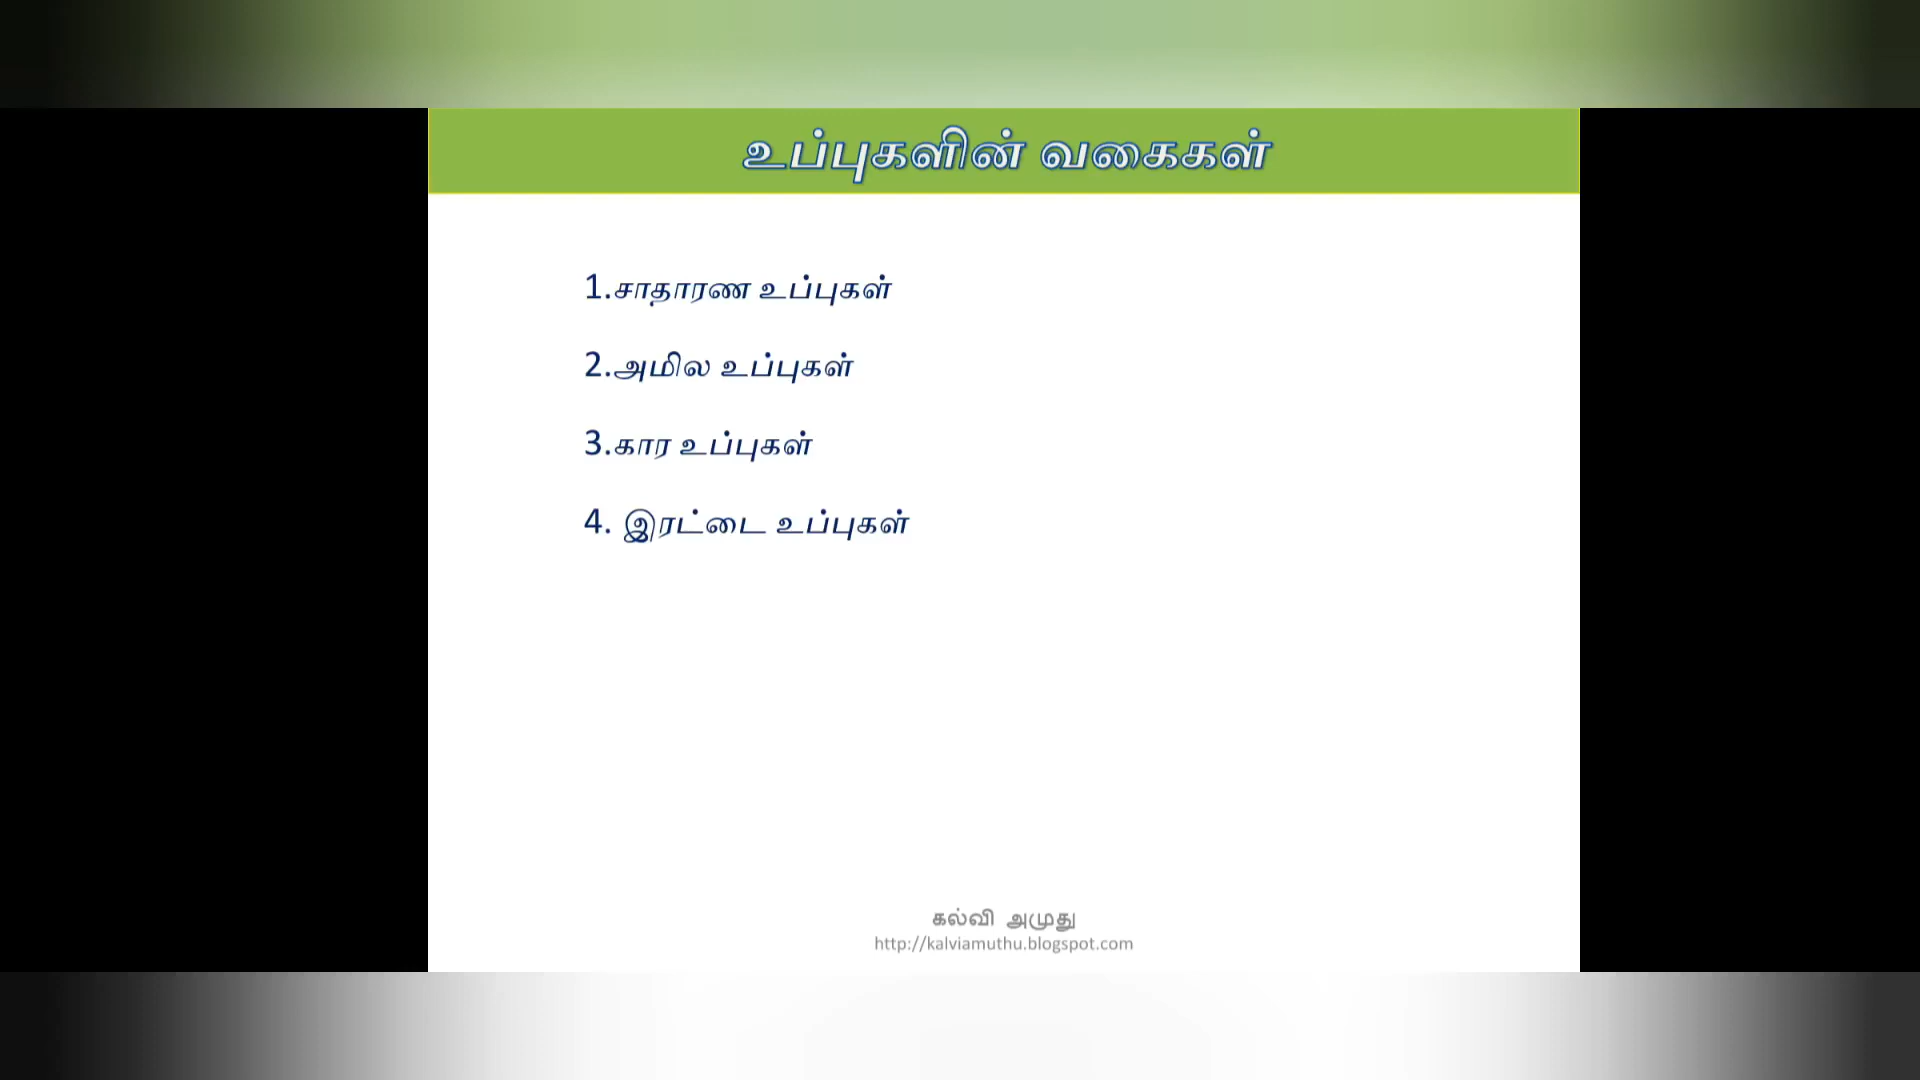 உப்புகளின் வகைகள்
1.சாதாரண உப்புகள்
2.அமில உப்புகள்
3.கார உப்புகள்
4. இரட்டை உப்புகள்
கல்வி அமுது
http://kalviamuthu.blogspot.com